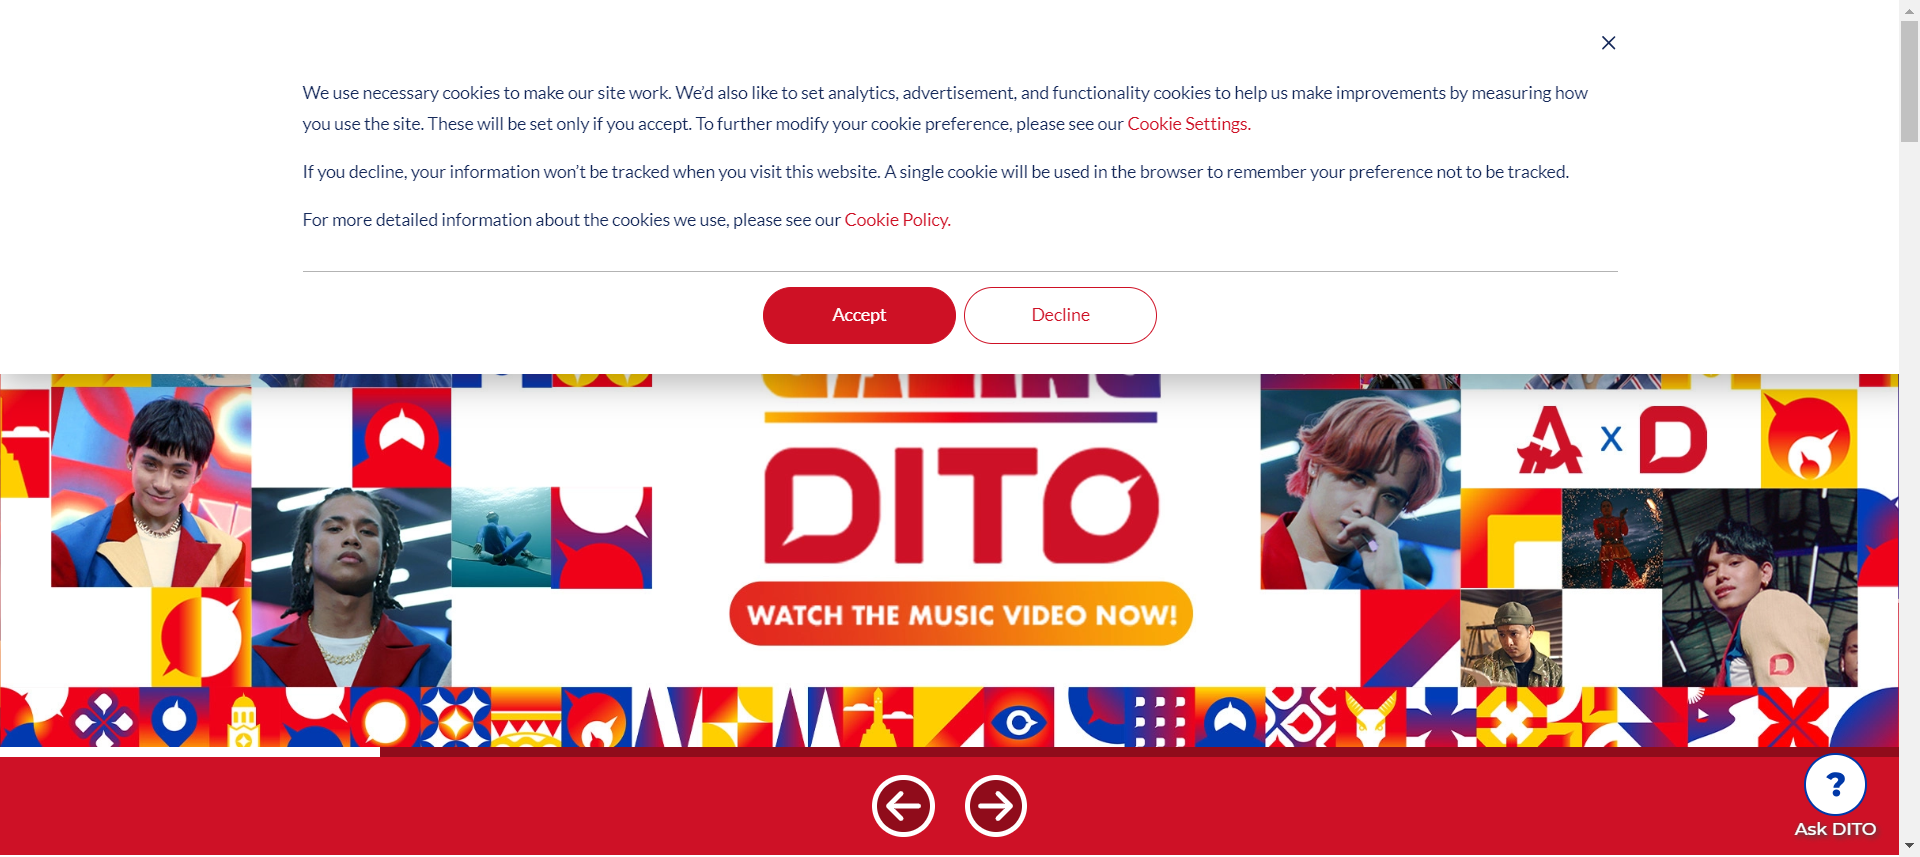 We use necessary cookies to make our site work. We’d also like to set analytics, advertisement, and functionality cookies to help us make improvements by measuring how
you use the site. These will be set only if you accept. To further modify your cookie preference, please see our Cookie Settings.
If you decline, your information won’t be tracked when you visit this website. A single cookie will be used in the browser to remember your preference not to be tracked.
For more detailed information about the cookies we use, please see our Cookie Policy.
Accept
Decline
DITO
A x D
WATCH THE MUSIC VIDEO NOW!
?
Ask DITO